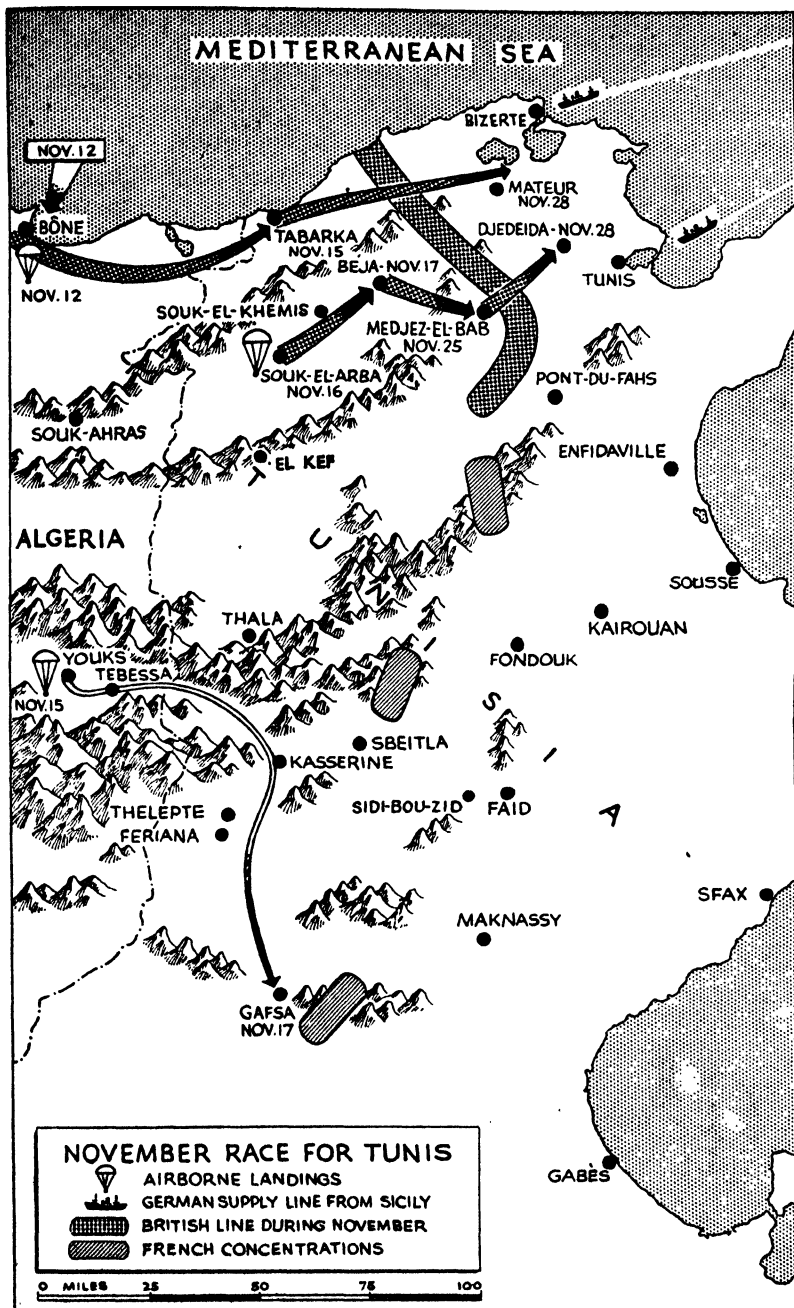 MEDITERRANEAN SEA
BIZERTE
NOV. 12
MATEUR
NOV. 28
BÔNE
TABARKA
NOV. 15
DJEDEIDA-NOV. 28
NOV. 12
BEJA-NOV. 17
TUNIS
SOUK-EL-KHEMIS
MEDJEZ-EL-BAB
NOV. 25
SOUK-EL-ARBA
NOV. 16
PONT-DU-FAHS
SOUK-AHRAS
EL KEF
ENFIDAVILLE
ALGERIA
TUNISIA
SOUSSE
THALA
KAIROUAN
FONDOUK
YOUKS
TEBESSA
NOV. 15
SBEITLA
KASSERINE
SIDI-BOU-ZID
FAID
THELEPTE
FERIANA
SFAX
MAKNASSY
GAFSA
NOV. 17
GABÈS
NOVEMBER RACE FOR TUNIS
AIRBORNE LANDINGS
GERMAN SUPPLY LINE FROM SICILY
BRITISH LINE DURING NOVEMBER
FRENCH CONCENTRATIONS
0 MILES 25 50 75 100